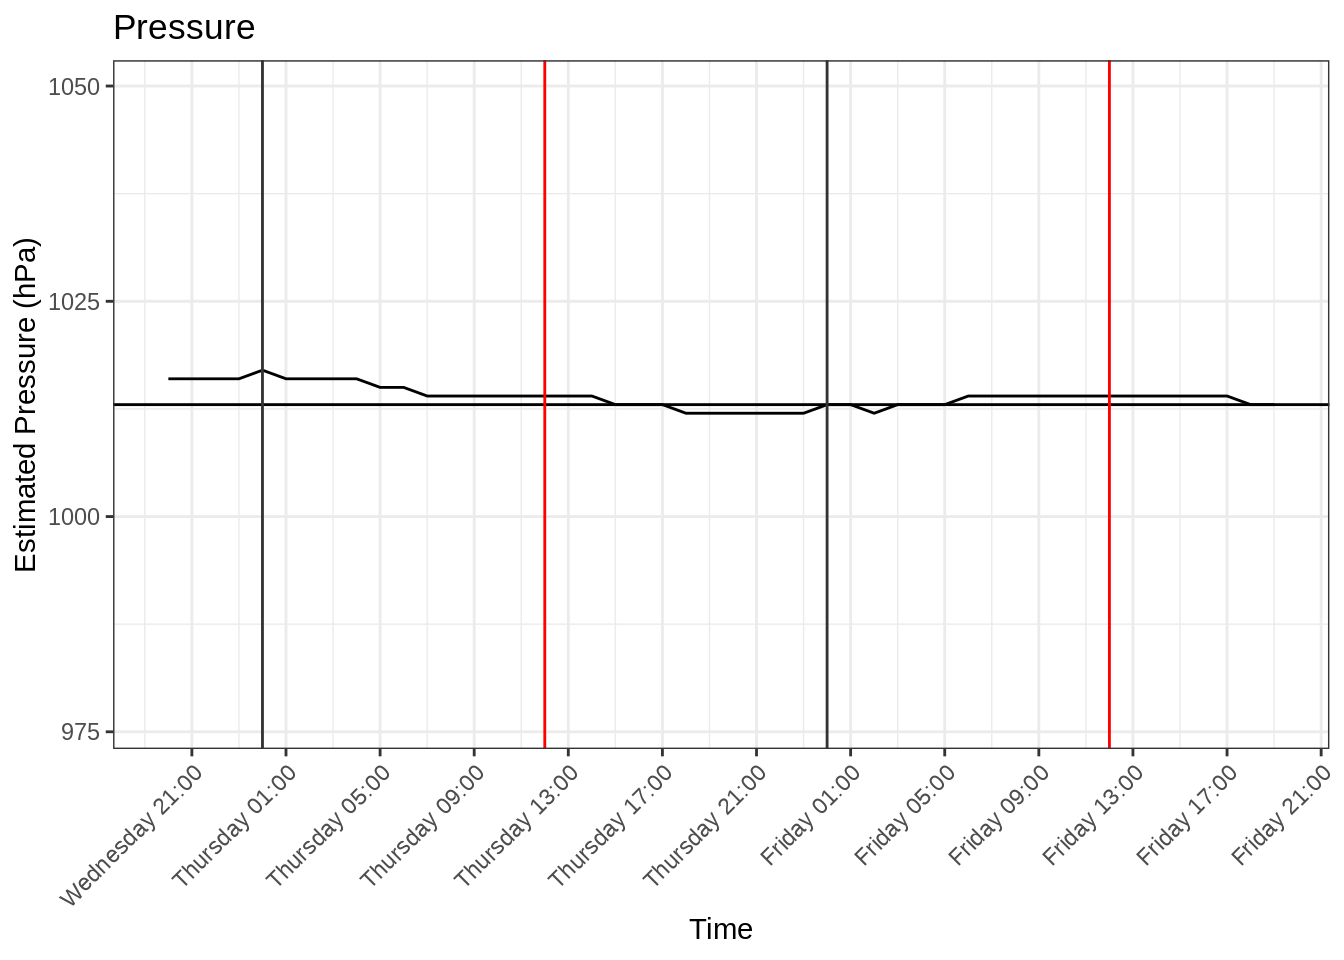 Pressure
Estimated Pressure (hPa)
1050
1025
1000
975
Wednesday 21:00
Thursday 01:00
Thursday 05:00
Thursday 09:00
Thursday 13:00
Thursday 17:00
Thursday 21:00
Friday 01:00
Friday 05:00
Friday 09:00
Friday 13:00
Friday 17:00
Friday 21:00
Time